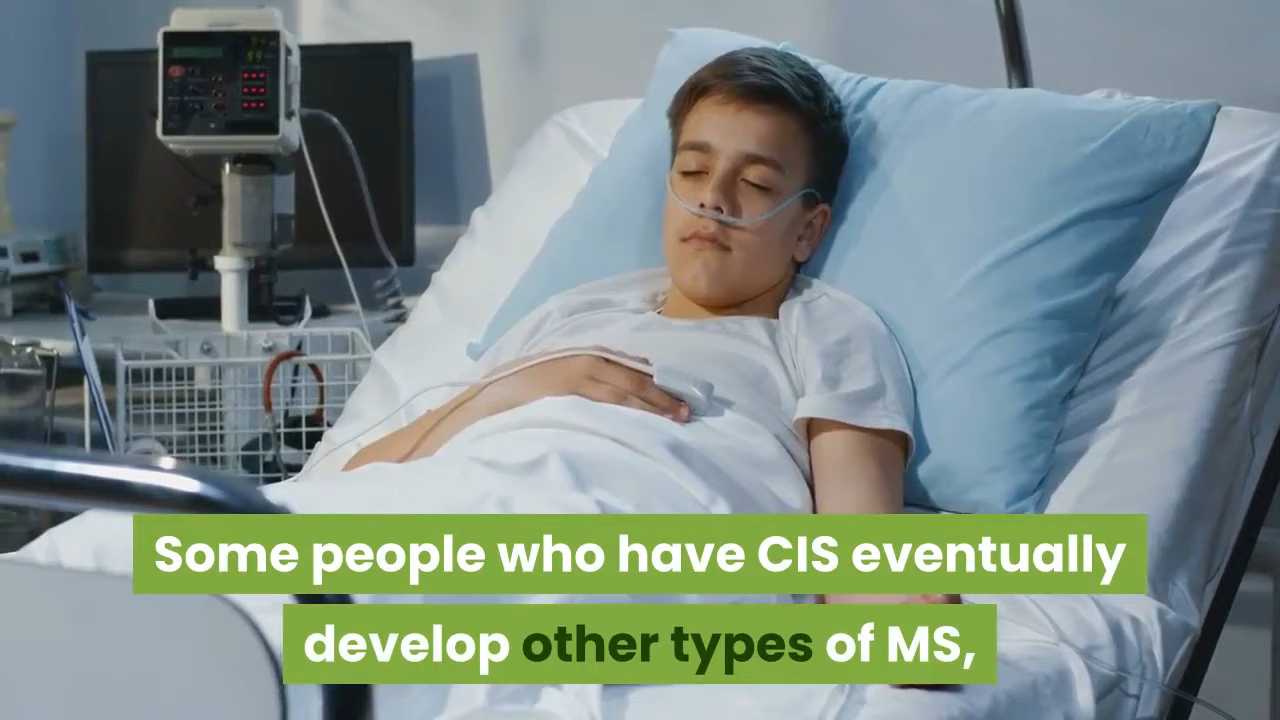 Some people who have CIS eventually
develop other types of MS,